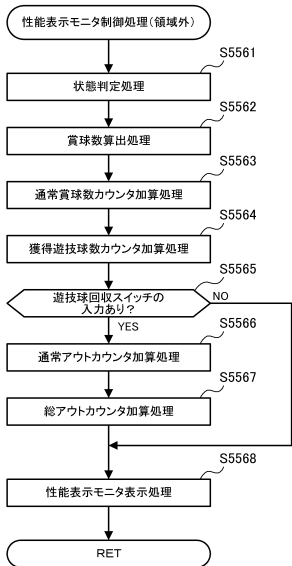 性能表示モニタ制御処理(領域外)
S5561
状態判定処理
S5562
賞球数算出処理
S5563
通常賞球数カウンタ加算処理
S5564
獲得遊技球数カウンタ加算処理
S5565
遊技球回収スイッチの
入力あり?
NO
YES
S5566
通常アウトカウンタ加算処理
S5567
総アウトカウンタ加算処理
S5568
性能表示モニタ表示処理
RET